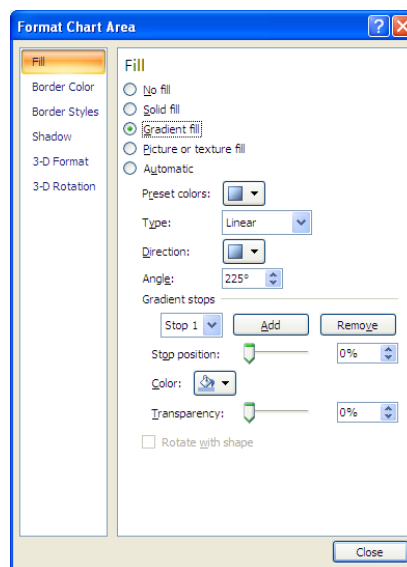 Format Chart Area
Fill
Border Color
Border Styles
Shadow
3-D Format
3-D Rotation
Fill
No fill
Solid fill
Gradient fill
Picture or texture fill
Automatic
Preset colors:
Type: Linear
Direction:
Angle: 225°
Gradient stops
Stop 1 Add Remove
Stop position: 0%
Color:
Transparency: 0%
Rotate with shape
Close